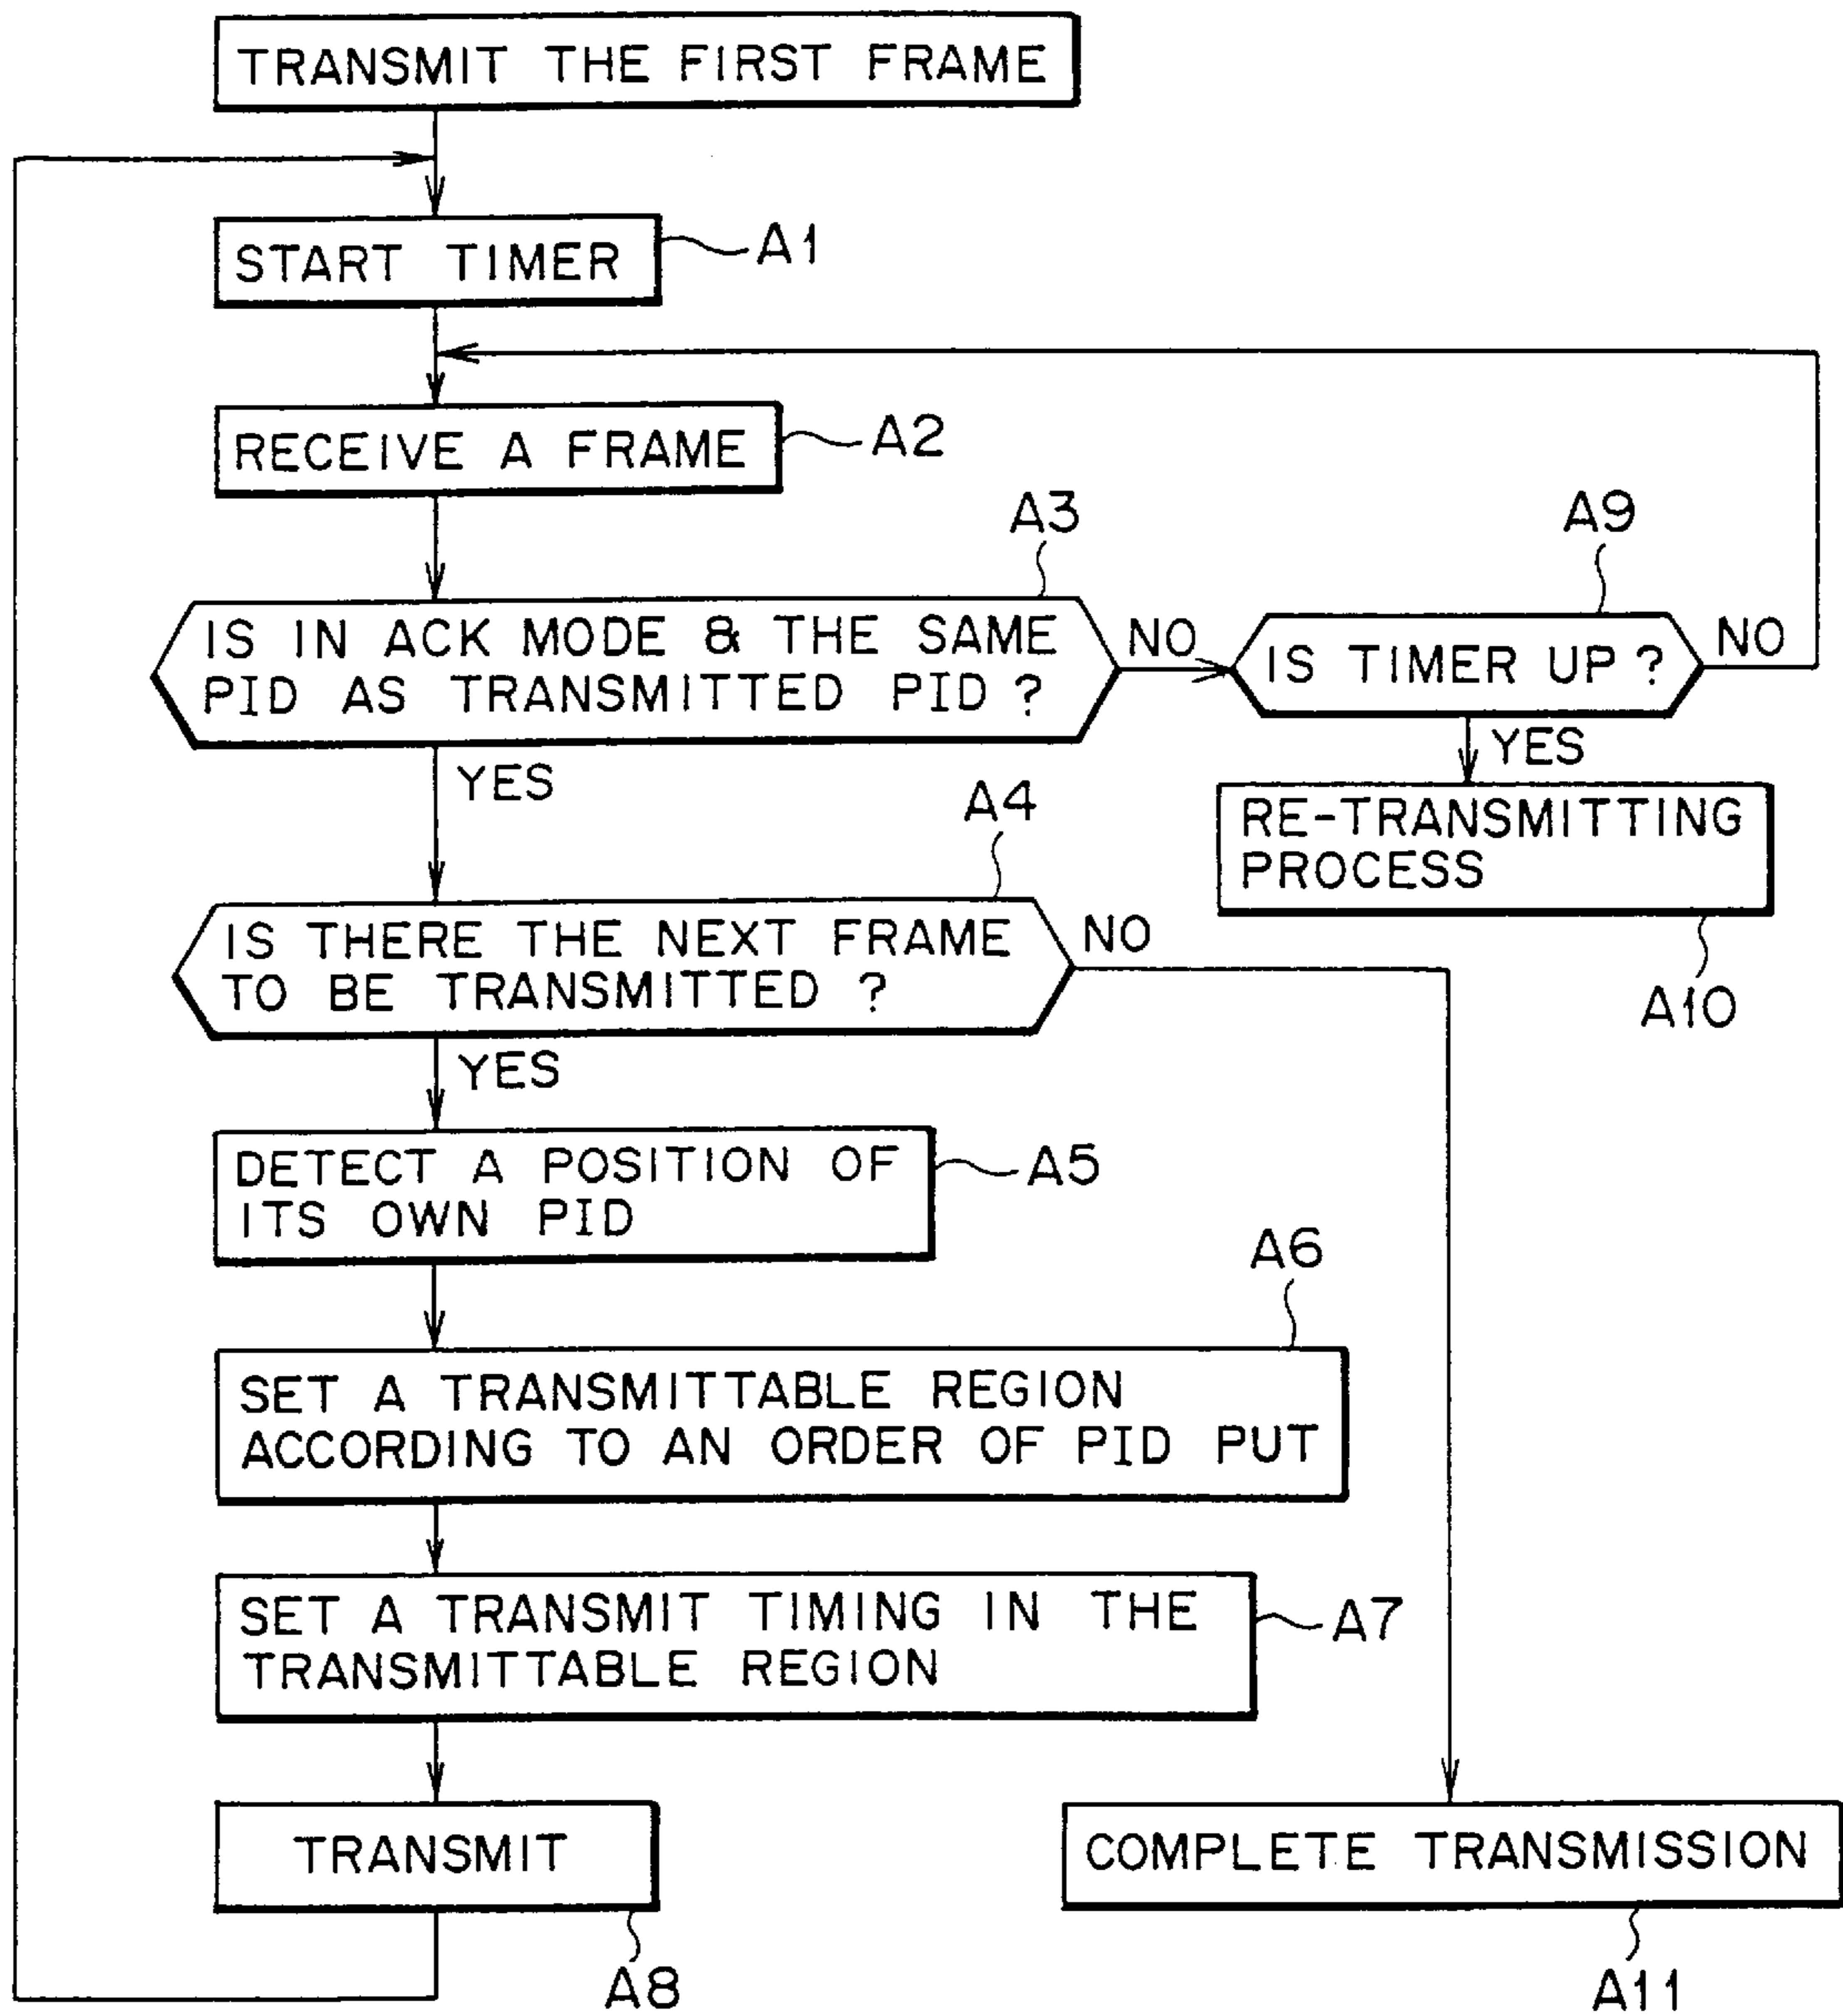 TRANSMIT THE FIRST FRAME
START TIMER
A1
RECEIVE A FRAME
A2
A3
IS IN ACK MODE & THE SAME
PID AS TRANSMITTED PID ?
NO
A9
IS TIMER UP ?
NO
YES
YES
RE-TRANSMITTING
PROCESS
A10
A4
IS THERE THE NEXT FRAME
TO BE TRANSMITTED ?
NO
YES
DETECT A POSITION OF
ITS OWN PID
A5
A6
SET A TRANSMITTABLE REGION
ACCORDING TO AN ORDER OF PID PUT
SET A TRANSMIT TIMING IN THE
TRANSMITTABLE REGION
A7
TRANSMIT
A8
COMPLETE TRANSMISSION
A11